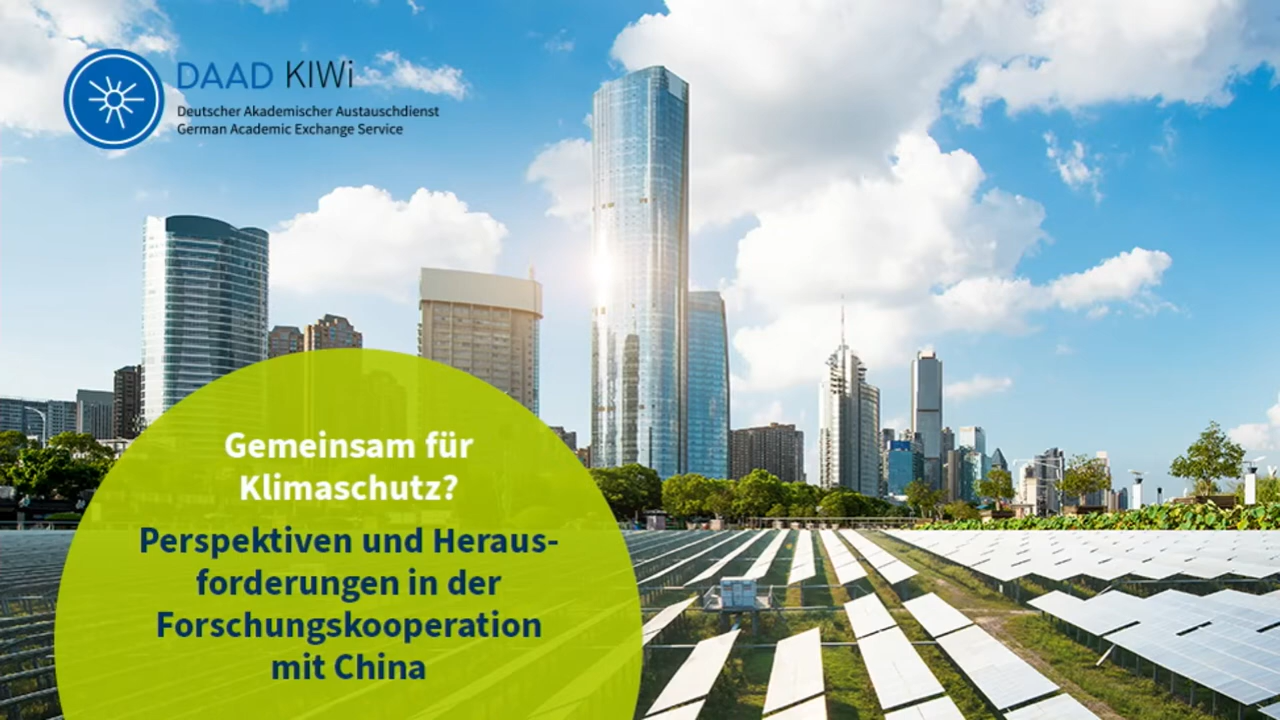 DAAD KIWi
Deutscher Akademischer Austauschdienst
German Academic Exchange Service
Gemeinsam für
Klimaschutz?
Perspektiven und Heraus-
forderungen in der
Forschungskooperation
mit China